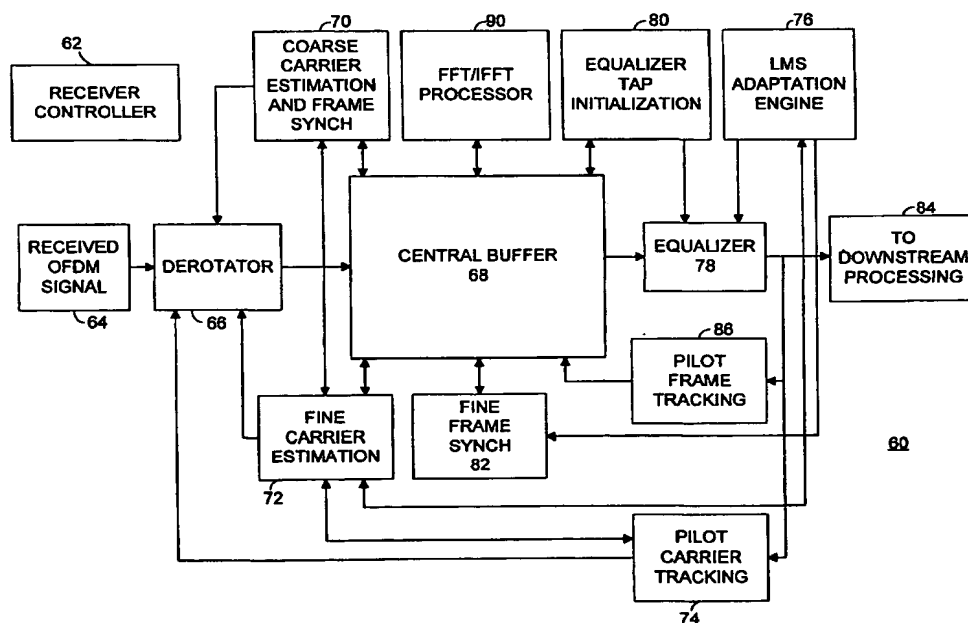 62
RECEIVER
CONTROLLER
70
COARSE
CARRIER
ESTIMATION
AND FRAME
SYNCH
90
FFT/IFFT
PROCESSOR
80
EQUALIZER
TAP
INITIALIZATION
76
LMS
ADAPTATION
ENGINE
RECEIVED
OFDM
SIGNAL
64
DEROTATOR
66
CENTRAL BUFFER
68
EQUALIZER
78
84
TO
DOWNSTREAM
PROCESSING
86
PILOT
FRAME
TRACKING
FINE
CARRIER
ESTIMATION
72
FINE
FRAME
SYNCH
82
60
PILOT
CARRIER
TRACKING
74